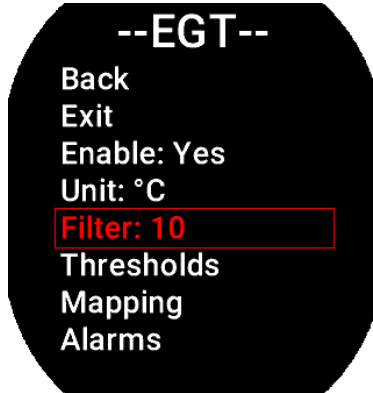 --EGT--
Back
Exit
Enable: Yes
Unit: °C
Filter: 10
Thresholds
Mapping
Alarms